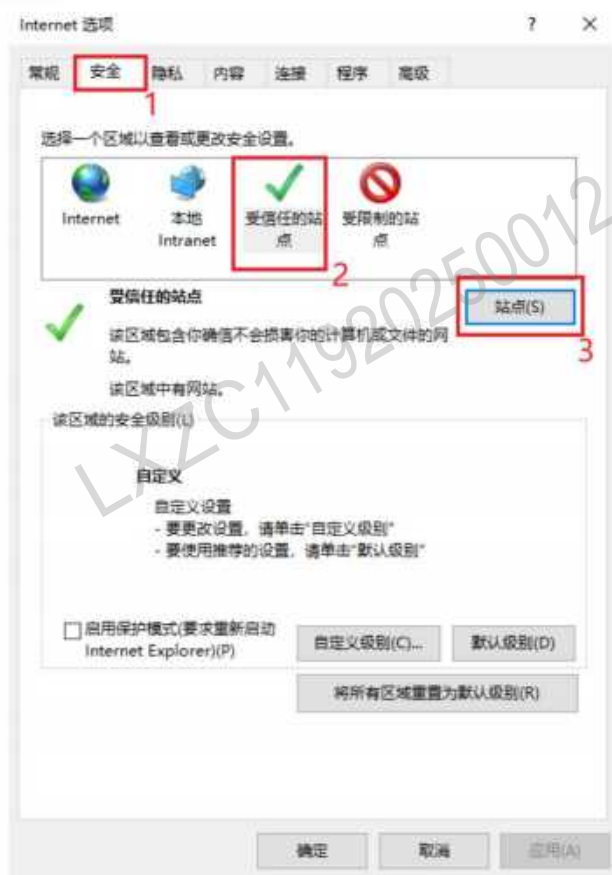 Internet 选项 ? ×
常规 安全 隐私 内容 连接 程序 高级
1
选择一个区域以查看或更改安全设置。
Internet 本地 Intranet 受信任的站点 受限制的站点
2
受信任的站点
站点(S)
3
该区域包含你确信不会损害你的计算机或文件的网
站。
该区域中有网站。
该区域的安全级别(L)
自定义
自定义设置
- 要更改设置，请单击"自定义级别"
- 要使用推荐的设置，请单击"默认级别"
启用保护模式(要求重新启动
Internet Explorer)(P)
自定义级别(C)... 默认级别(D)
将所有区域重置为默认级别(R)
确定 取消 应用(A)
LXZC11920250012